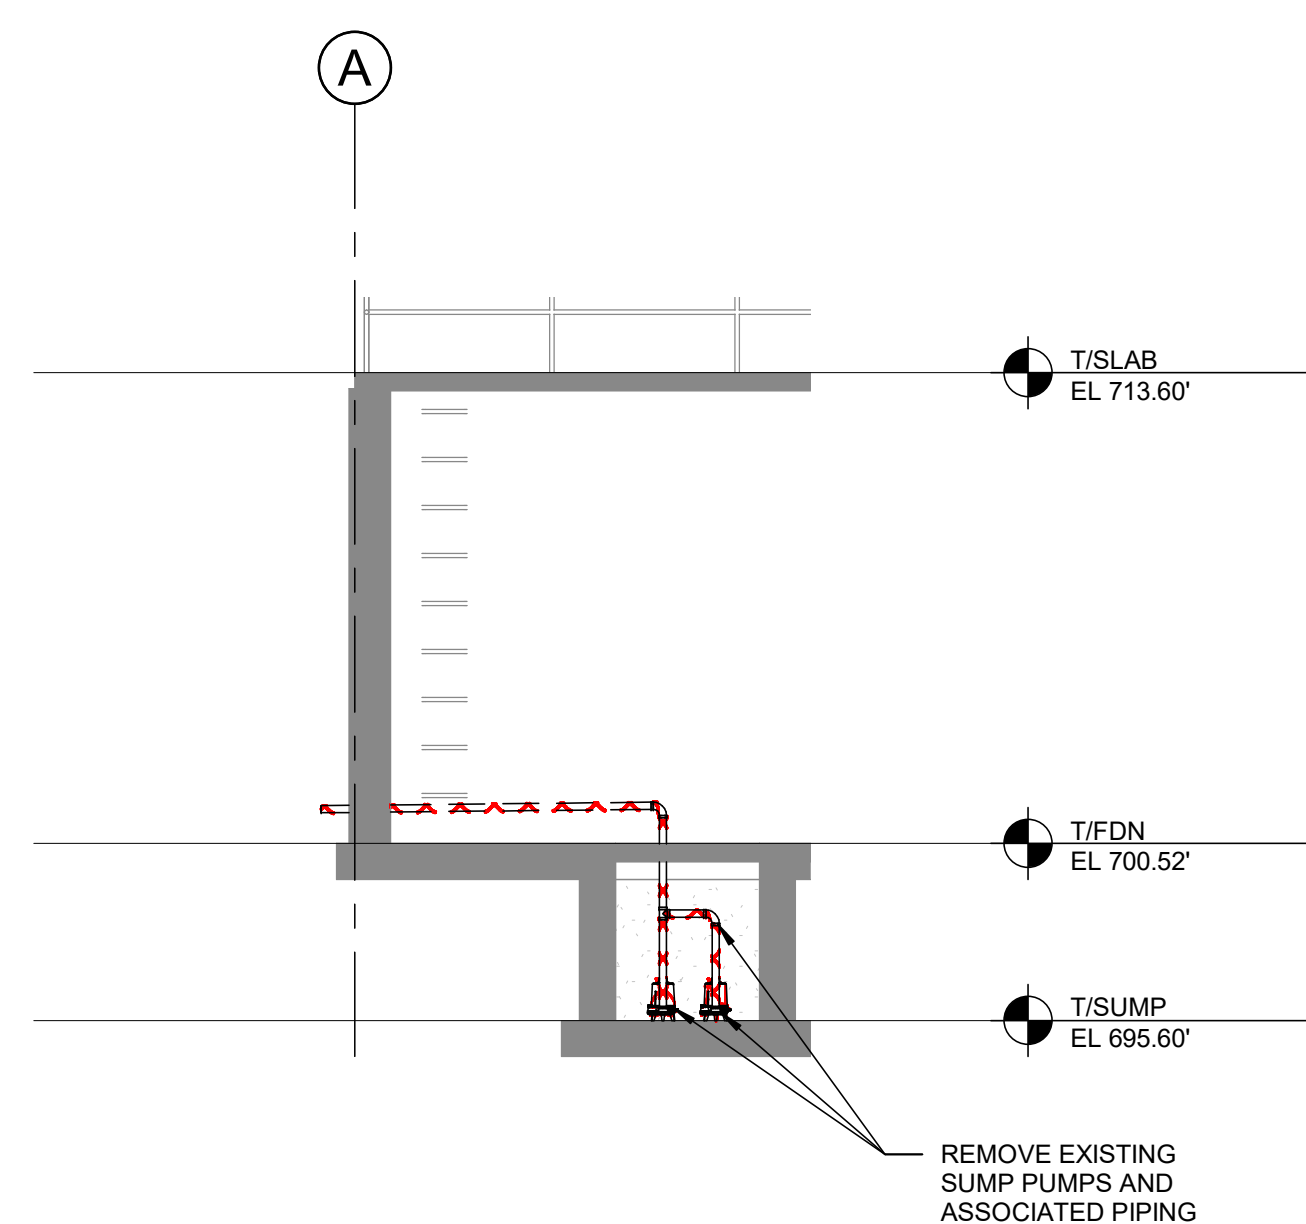 A
T/SLAB
EL 713.60'
T/FDN
EL 700.52'
T/SUMP
EL 695.60'
REMOVE EXISTING
SUMP PUMPS AND
ASSOCIATED PIPING